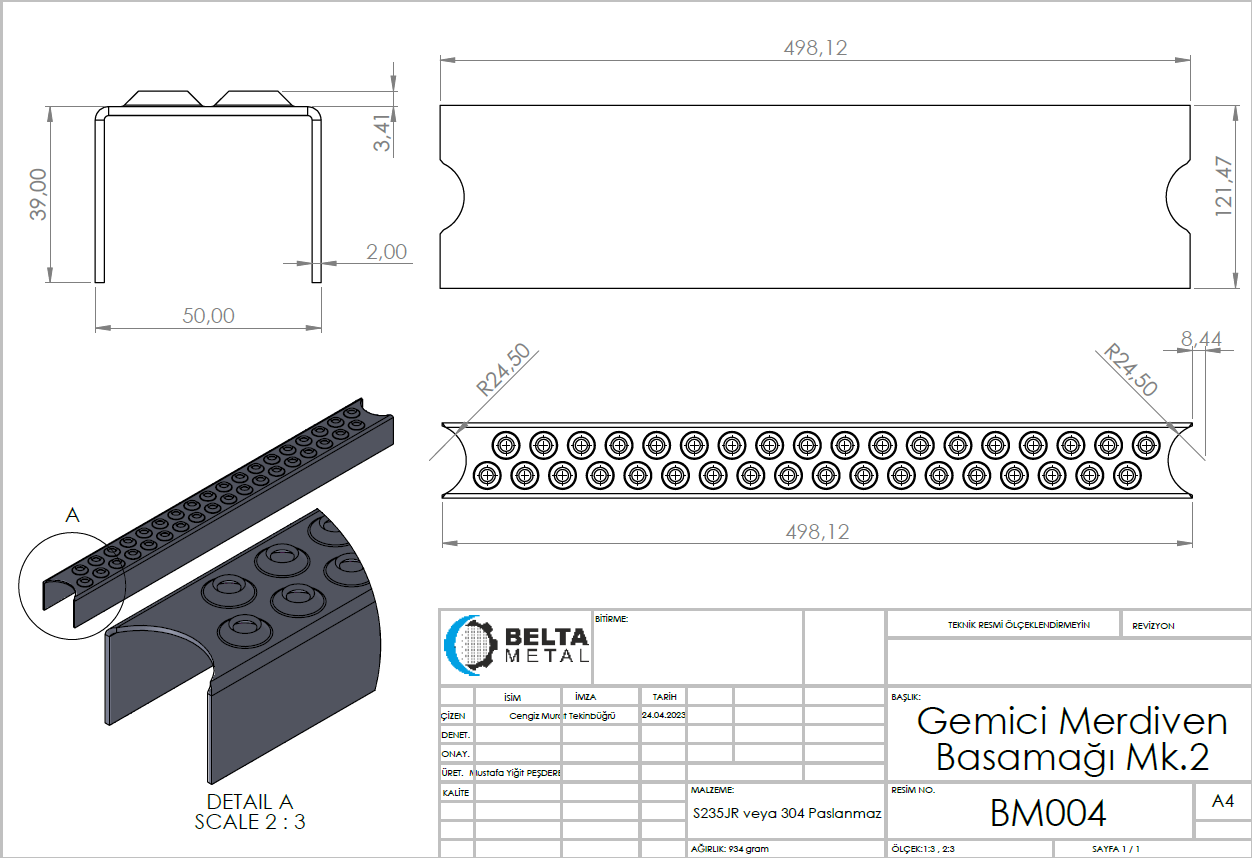 498,12
3,41
39,00
2,00
50,00
121,47
R24,50
R24,50
8,44
498,12
A
DETAIL A
SCALE 2 : 3
BELTA
METAL
BİTİRME:
TEKNİK RESMİ ÖLÇEKLENDİRMEYİN
REVİZYON
İSİM
İMZA
TARİH
ÇİZEN
Cengiz Murat Tekinbüğrü
24.04.2023
DENET.
ONAY.
ÜRET.
Mustafa Yiğit PEŞDERE
KALİTE
BAŞLIK:
Gemici Merdiven
Basamağı Mk.2
MALZEME:
S235JR veya 304 Paslanmaz
RESİM NO.
BM004
A4
AĞIRLIK: 934 gram
ÖLÇEK:1:3 , 2:3
SAYFA 1 / 1